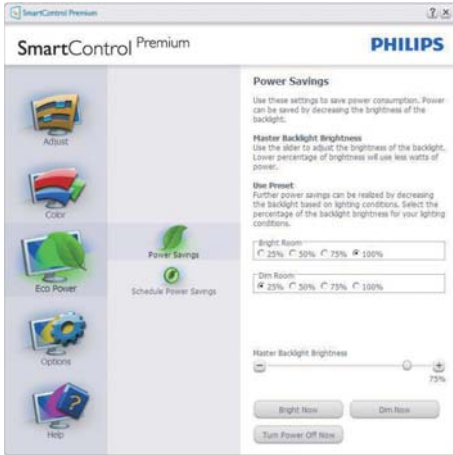 SmartControl Premium
SmartControl Premium
PHILIPS
Adjust
Color
Eco Power
Options
Help
Power Savings
Schedule Power Savings
Power Savings
Use these settings to save power consumption. Power
can be saved by decreasing the brightness of the
backlight.
Master Backlight Brightness
Use the slider to adjust the brightness of the backlight.
Lower percentage of brightness will use less watts of
power.
Use Preset
Further power savings can be realized by decreasing
the backlight based on lighting conditions. Select the
percentage of the backlight brightness for your lighting
conditions.
Bright Room
25% 50% 75% 100%
Dim Room
25% 50% 75% 100%
Master Backlight Brightness
75%
Bright Now Dim Now
Turn Power Off Now